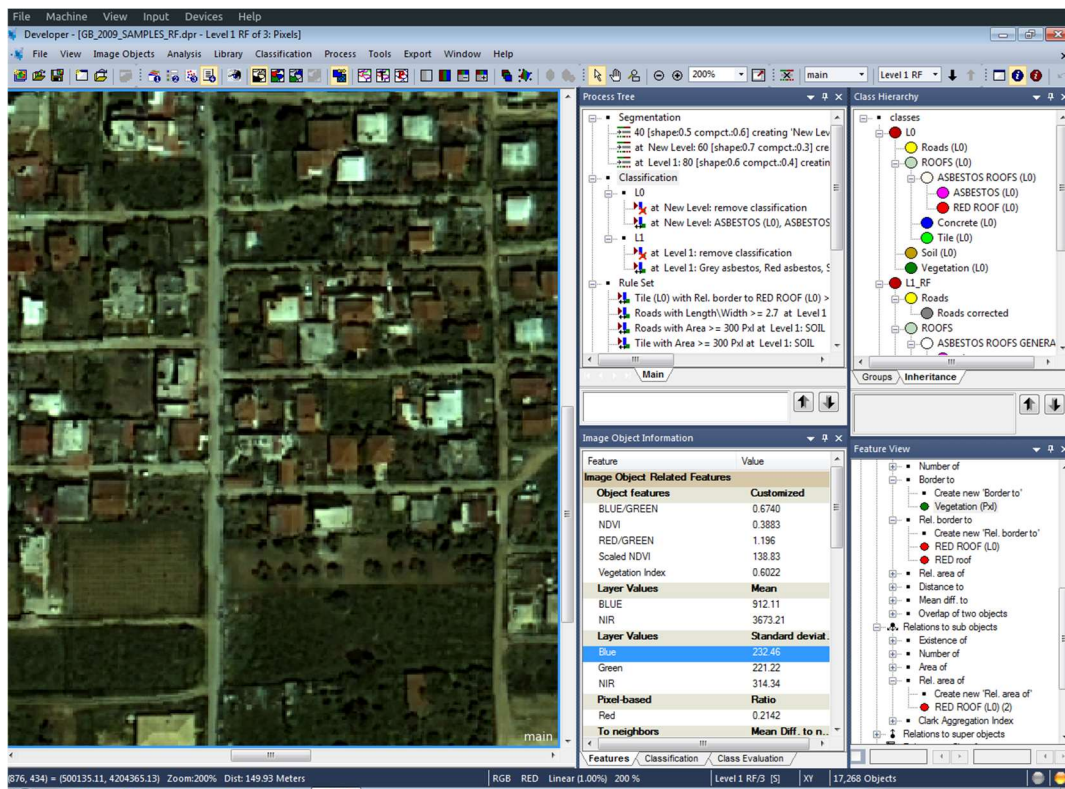 File Machine View Input Devices Help
Developer - [GB_2009_SAMPLES_RF.dpr - Level 1 RF of 3: Pixels]
File View Image Objects Analysis Library Classification Process Tools Export Window Help
200% main Level 1 RF
Process Tree
Segmentation
40 [shape:0.5 compct.:0.6] creating 'New Lev
at New Level: 60 [shape:0.7 compct.:0.3] cre
at Level 1: 80 [shape:0.6 compct.:0.4] creatin
Classification
L0
at New Level: remove classification
at New Level: ASBESTOS (L0), ASBESTOS
L1
at Level 1: remove classification
at Level 1: Grey asbestos, Red asbestos, S
Rule Set
Tile (L0) with Rel. border to RED ROOF (L0) >
Roads with Length\Width >= 2.7 at Level 1
Roads with Area >= 300 Pxl at Level 1: SOIL
Tile with Area >= 300 Pxl at Level 1: SOIL
Main
Class Hierarchy
classes
L0
Roads (L0)
ROOFS (L0)
ASBESTOS ROOFS (L0)
ASBESTOS (L0)
RED ROOF (L0)
Concrete (L0)
Tile (L0)
Soil (L0)
Vegetation (L0)
L1_RF
Roads
Roads corrected
ROOFS
ASBESTOS ROOFS GENERA
Groups Inheritance
Image Object Information
Feature Value
Image Object Related Features
Object features Customized
BLUE/GREEN 0.6740
NDVI 0.3883
RED/GREEN 1.196
Scaled NDVI 138.83
Vegetation Index 0.6022
Layer Values Mean
BLUE 912.11
NIR 3673.21
Layer Values Standard deviat.
Blue 232.46
Green 221.22
NIR 314.34
Pixel-based Ratio
Red 0.2142
To neighbors Mean Diff. to n..
Features Classification Class Evaluation
Feature View
Number of
Border to
Create new 'Border to'
Vegetation (Pxl)
Rel. border to
Create new 'Rel. border to'
RED ROOF (L0)
RED roof
Rel. area of
Distance to
Mean diff. to
Overlap of two objects
Relations to sub objects
Existence of
Number of
Area of
Rel. area of
Create new 'Rel. area of'
RED ROOF (L0) (2)
Clark Aggregation Index
Relations to super objects
main
(876, 434) = (500135.11, 4204365.13) Zoom:200% Dist: 149.93 Meters RGB RED Linear (1.00%) 200 % Level 1 RF/3 [S] XY 17,268 Objects